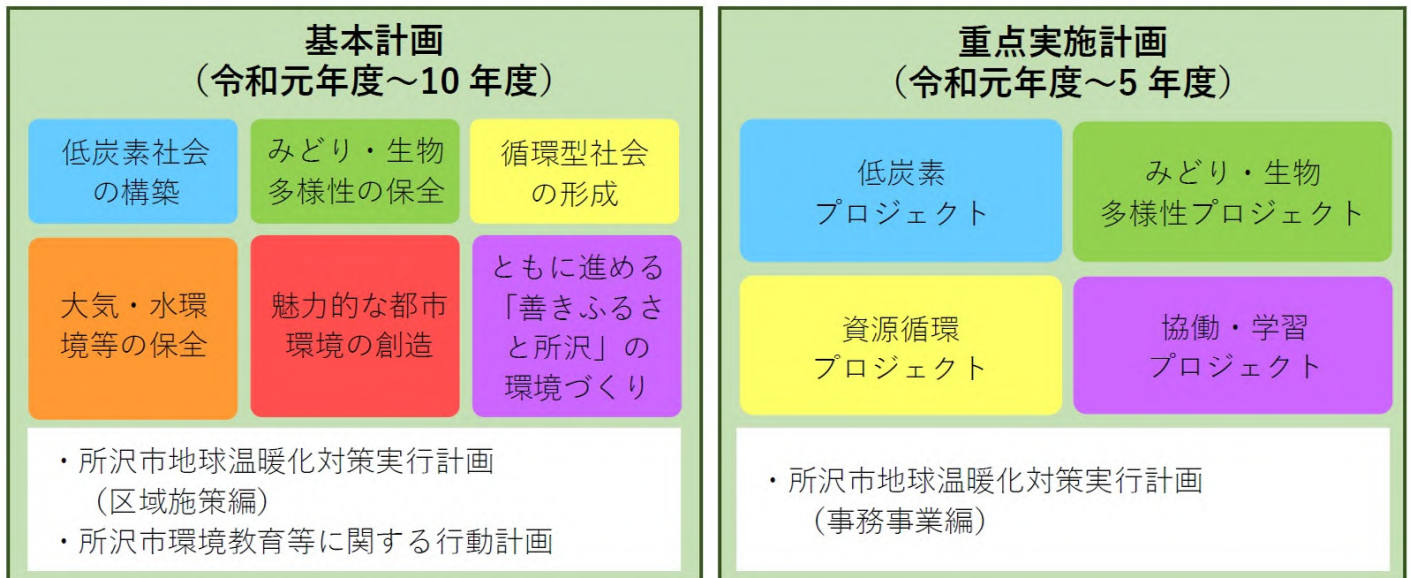 基本計画
（令和元年度～10 年度）
低炭素社会
の構築
みどり・生物
多様性の保全
循環型社会
の形成
大気・水環
境等の保全
魅力的な都市
環境の創造
ともに進める
「善きふるさ
と所沢」の
環境づくり
・所沢市地球温暖化対策実行計画
（区域施策編）
・所沢市環境教育等に関する行動計画
重点実施計画
（令和元年度～5 年度）
低炭素
プロジェクト
みどり・生物
多様性プロジェクト
資源循環
プロジェクト
協働・学習
プロジェクト
・所沢市地球温暖化対策実行計画
（事務事業編）